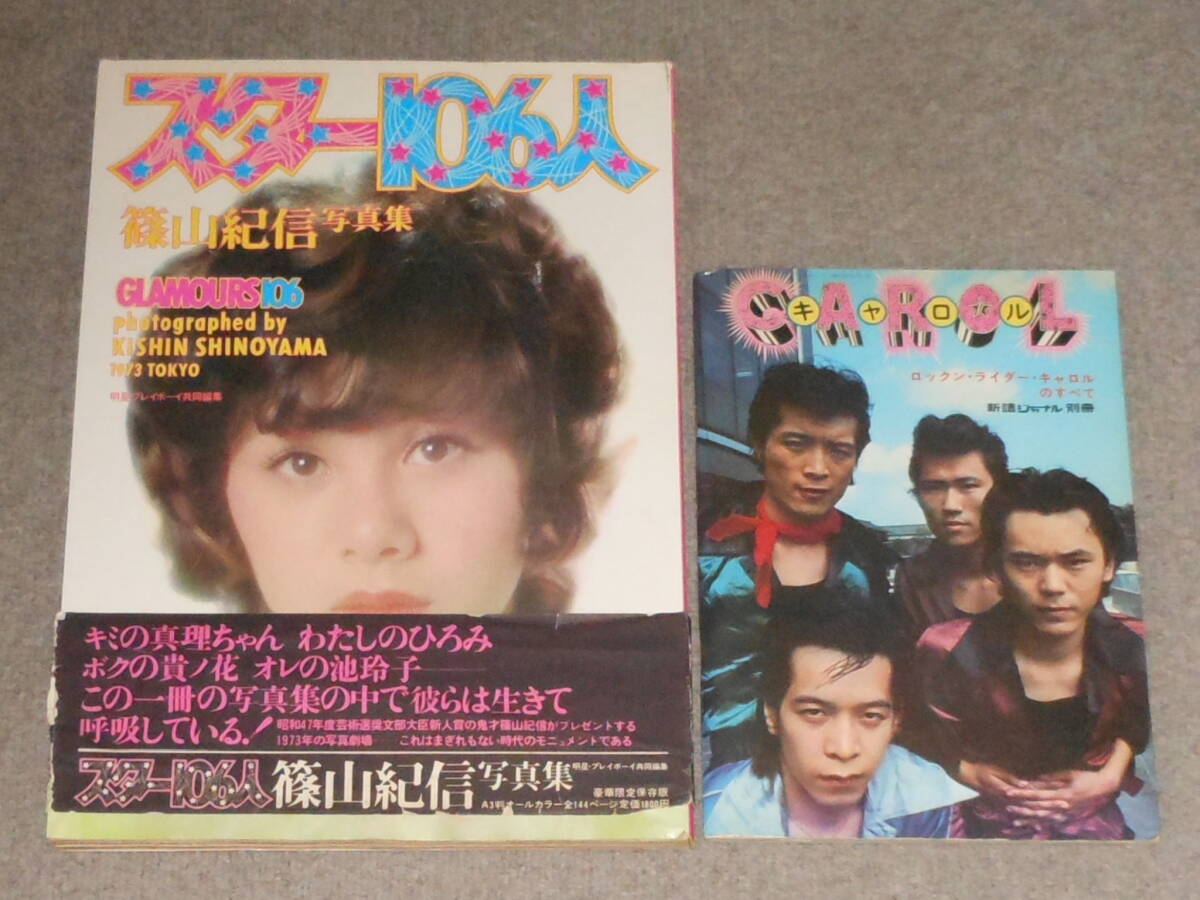 スター106人
篠山紀信写真集
GLAMOURS106
photographed by
KISHIN SHINOYAMA
1973 TOKYO
明星・プレイボーイ共同編集
キミの真理ちゃん わたしのひろみ
ボクの貴ノ花 オレの池玲子——
この一冊の写真集の中で彼らは生きて
呼吸している!
昭和47年度芸術選奨文部大臣新人賞の鬼才篠山紀信がプレゼントする
1973年の写真劇場 これはまぎれもない時代のモニュメントである
スター106人 篠山紀信写真集
明星・プレイボーイ共同編集
豪華限定保存版
A3判オールカラー全144ページ定価1800円
CAROL
キャロル
ロックン・ライダー・キャロル
のすべて
新譜ジャーナル 別冊